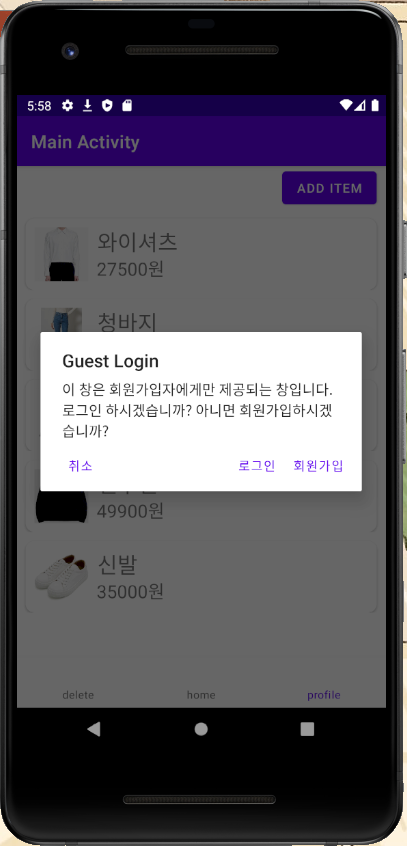 5:58
Main Activity
ADD ITEM
와이셔츠
27500원
청바지
Guest Login
이 창은 회원가입자에게만 제공되는 창입니다.
로그인 하시겠습니까? 아니면 회원가입하시겠
습니까?
취소
로그인
회원가입
49900원
신발
35000원
delete
home
profile